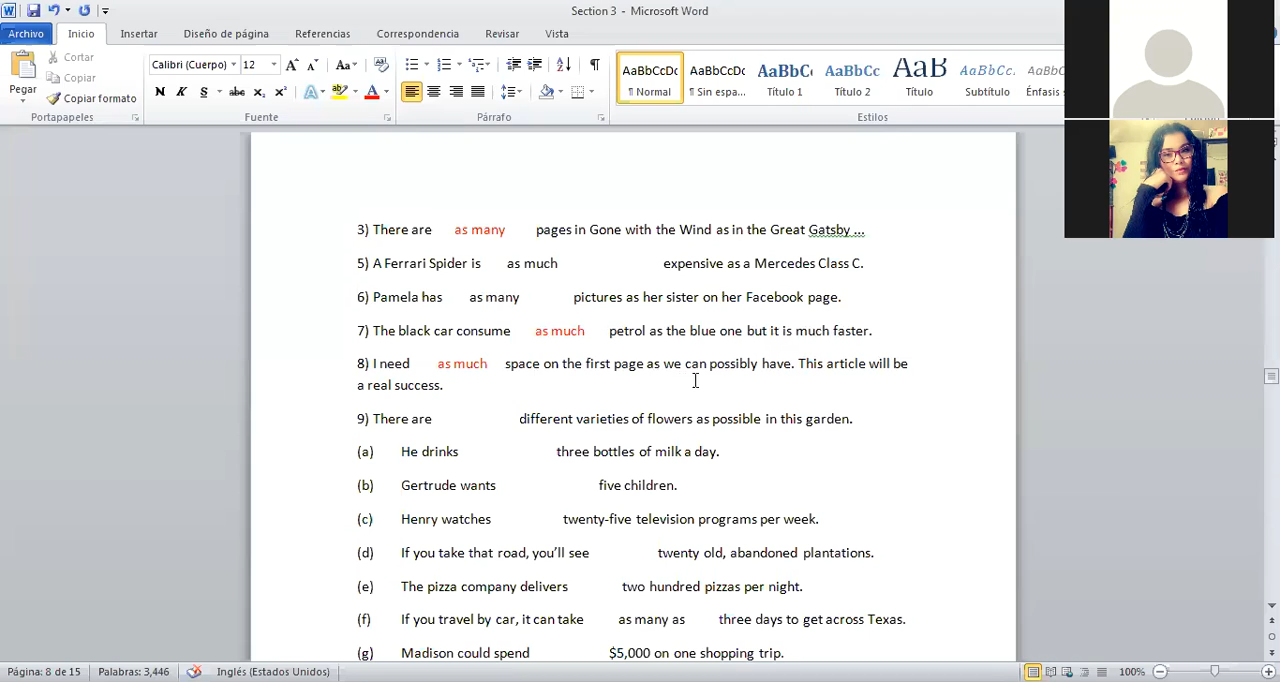 Section 3 - Microsoft Word
Archivo Inicio Insertar Diseño de página Referencias Correspondencia Revisar Vista
Cortar
Copiar
Copiar formato
Pegar
Portapapeles
Calibri (Cuerpo) 12
Fuente
Párrafo
AaBbCcDc AaBbCcDc AaBbC AaBbCc AaB AaBbCc AaBbCc
¶ Normal ¶ Sin espa... Título 1 Título 2 Título Subtítulo Énfasis
Estilos
3) There are as many pages in Gone with the Wind as in the Great Gatsby ...
5) A Ferrari Spider is as much expensive as a Mercedes Class C.
6) Pamela has as many pictures as her sister on her Facebook page.
7) The black car consume as much petrol as the blue one but it is much faster.
8) I need as much space on the first page as we can possibly have. This article will be
a real success.
9) There are different varieties of flowers as possible in this garden.
(a) He drinks three bottles of milk a day.
(b) Gertrude wants five children.
(c) Henry watches twenty-five television programs per week.
(d) If you take that road, you'll see twenty old, abandoned plantations.
(e) The pizza company delivers two hundred pizzas per night.
(f) If you travel by car, it can take as many as three days to get across Texas.
(g) Madison could spend $5,000 on one shopping trip.
Página: 8 de 15 Palabras: 3,446 Inglés (Estados Unidos) 100%